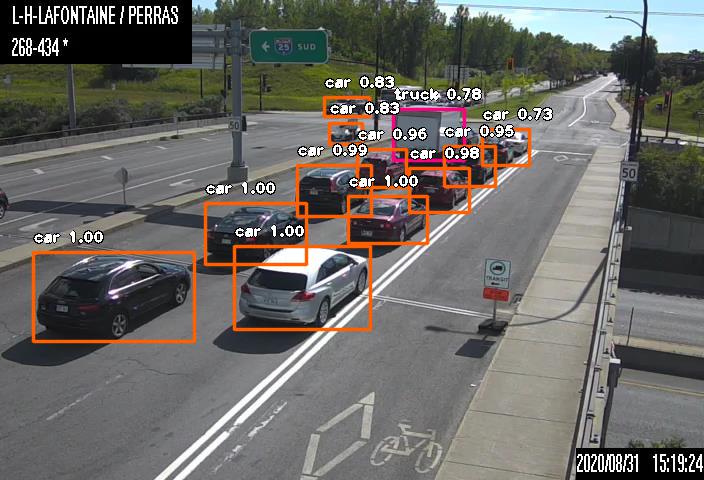 L-H-LAFONTAINE / PERRAS
268-434 *
25 SUD
car 0.83
truck 0.78
car 0.83
car 0.73
car 0.96
car 0.95
car 0.99
car 0.98
50
50
car 1.00
car 1.00
car 1.00
car 1.00
TRANSIT
2020/08/31 15:19:24